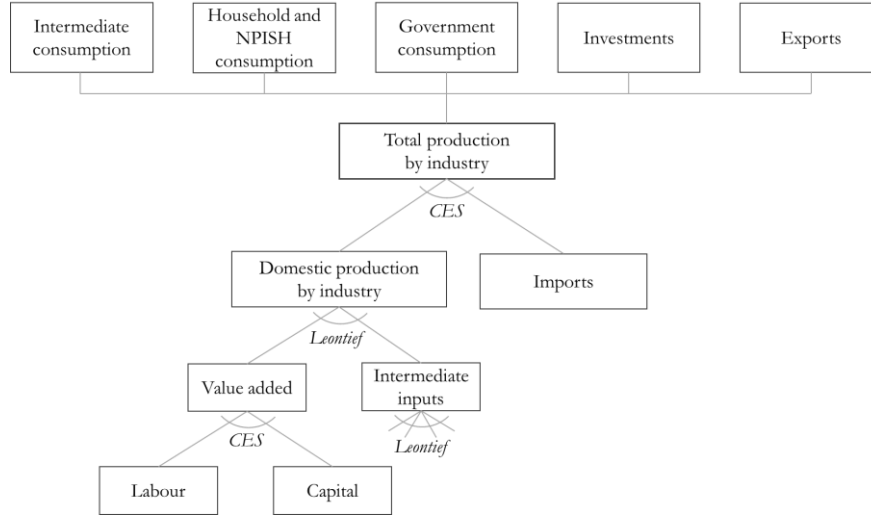 Intermediate
consumption
Household and
NPISH
consumption
Government
consumption
Investments
Exports
Total production
by industry
CES
Domestic production
by industry
Imports
Leontief
Value added
Intermediate
inputs
CES
Leontief
Labour
Capital